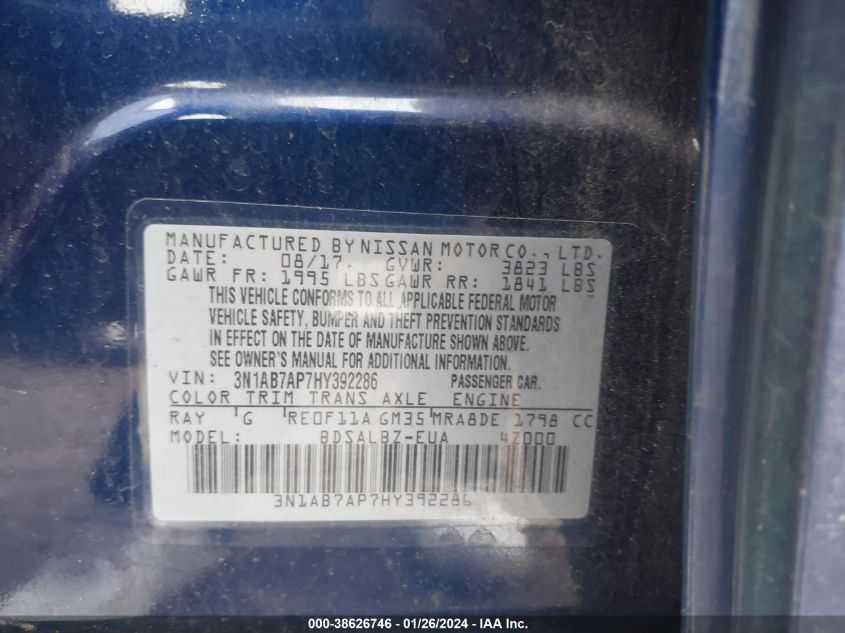 MANUFACTURED BY NISSAN MOTOR CO., LTD.
DATE: 08/17 GVWR: 3823 LBS
GAWR FR: 1995 LBS GAWR RR: 1841 LBS
THIS VEHICLE CONFORMS TO ALL APPLICABLE FEDERAL MOTOR
VEHICLE SAFETY, BUMPER AND THEFT PREVENTION STANDARDS
IN EFFECT ON THE DATE OF MANUFACTURE SHOWN ABOVE.
SEE OWNER'S MANUAL FOR ADDITIONAL INFORMATION.
VIN: 3N1AB7AP7HY392286 PASSENGER CAR.
COLOR TRIM TRANS AXLE ENGINE
RAY G RE0F11A GM35 MRA8DE 1798 CC
MODEL: BDSALBZ-EUA 4Z000
3N1AB7AP7HY392286
000-38626746 - 01/26/2024 - IAA Inc.